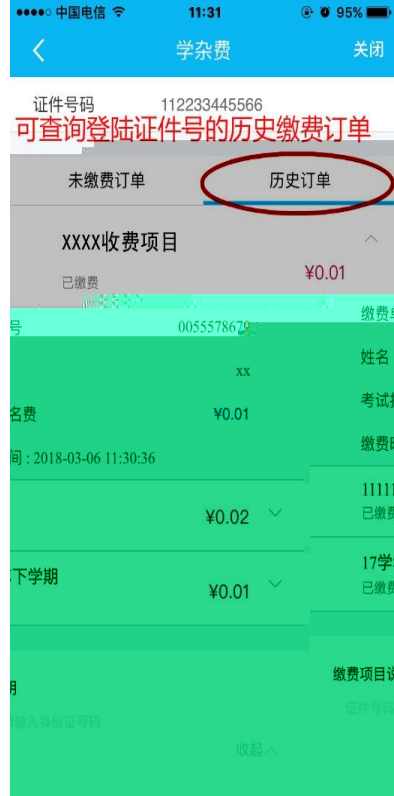 中国电信 11:31 95%
学杂费 关闭
证件号码 112233445566
可查询登陆证件号的历史缴费订单
未缴费订单 历史订单
XXXX收费项目
已缴费 ¥0.01
号 0055578679 缴费单
xx 姓名
名费 ¥0.01 考试报
间 : 2018-03-06 11:30:36 缴费时
¥0.02 11111
已缴费
下学期 ¥0.01 17学
已缴费
明 缴费项目说
输入身份证号码 证件号码
收起